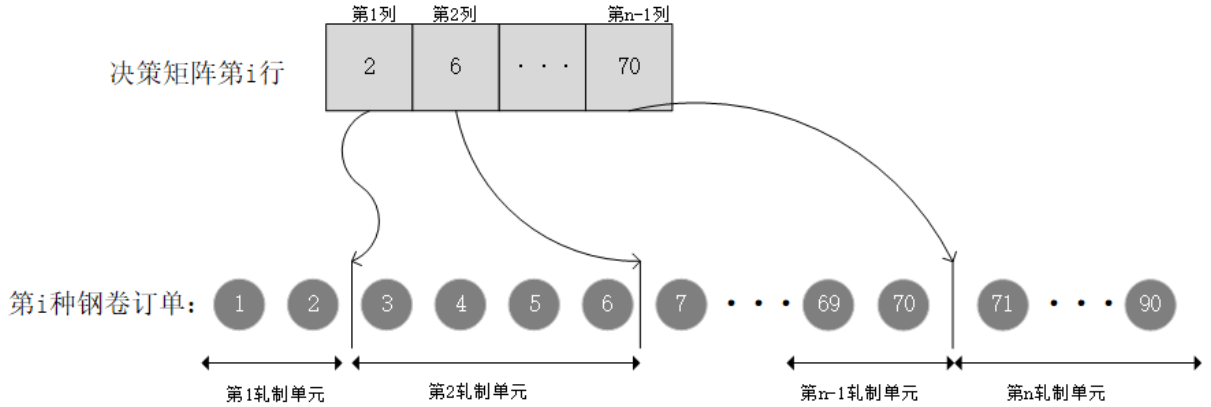 第1列 第2列 第n-1列
决策矩阵第i行 2 6 · · · 70
第i种钢卷订单: 1 2 3 4 5 6 7 · · · 69 70 71 · · · 90
第1轧制单元 第2轧制单元 第n-1轧制单元 第n轧制单元